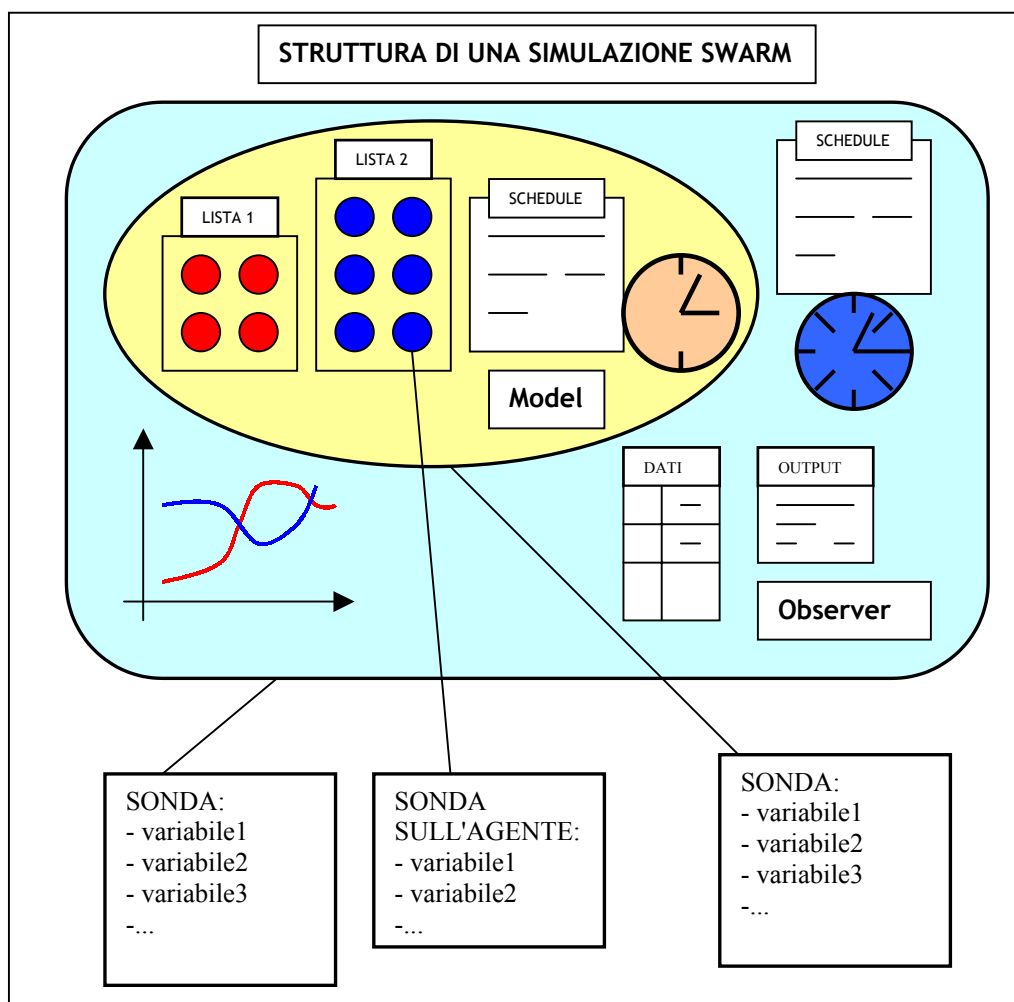 STRUTTURA DI UNA SIMULAZIONE SWARM
LISTA 1
LISTA 2
SCHEDULE
SCHEDULE
Model
DATI
OUTPUT
Observer
SONDA:
- variabile1
- variabile2
- variabile3
-...
SONDA
SULL'AGENTE:
- variabile1
- variabile2
-...
SONDA:
- variabile1
- variabile2
- variabile3
-...